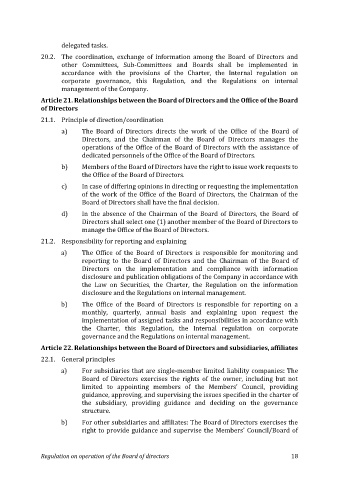 delegated tasks.
20.2. The coordination, exchange of information among the Board of Directors and
other Committees, Sub-Committees and Boards shall be implemented in
accordance with the provisions of the Charter, the Internal regulation on
corporate governance, this Regulation, and the Regulations on internal
management of the Company.
Article 21. Relationships between the Board of Directors and the Office of the Board
of Directors
21.1. Principle of direction/coordination
a) The Board of Directors directs the work of the Office of the Board of
Directors, and the Chairman of the Board of Directors manages the
operations of the Office of the Board of Directors with the assistance of
dedicated personnels of the Office of the Board of Directors.
b) Members of the Board of Directors have the right to issue work requests to
the Office of the Board of Directors.
c) In case of differing opinions in directing or requesting the implementation
of the work of the Office of the Board of Directors, the Chairman of the
Board of Directors shall have the final decision.
d) In the absence of the Chairman of the Board of Directors, the Board of
Directors shall select one (1) another member of the Board of Directors to
manage the Office of the Board of Directors.
21.2. Responsibility for reporting and explaining
a) The Office of the Board of Directors is responsible for monitoring and
reporting to the Board of Directors and the Chairman of the Board of
Directors on the implementation and compliance with information
disclosure and publication obligations of the Company in accordance with
the Law on Securities, the Charter, the Regulation on the information
disclosure and the Regulations on internal management.
b) The Office of the Board of Directors is responsible for reporting on a
monthly, quarterly, annual basis and explaining upon request the
implementation of assigned tasks and responsibilities in accordance with
the Charter, this Regulation, the Internal regulation on corporate
governance and the Regulations on internal management.
Article 22. Relationships between the Board of Directors and subsidiaries, affiliates
22.1. General principles
a) For subsidiaries that are single-member limited liability companies: The
Board of Directors exercises the rights of the owner, including but not
limited to appointing members of the Members' Council, providing
guidance, approving, and supervising the issues specified in the charter of
the subsidiary, providing guidance and deciding on the governance
structure.
b) For other subsidiaries and affiliates: The Board of Directors exercises the
right to provide guidance and supervise the Members' Council/Board of
Regulation on operation of the Board of directors 18